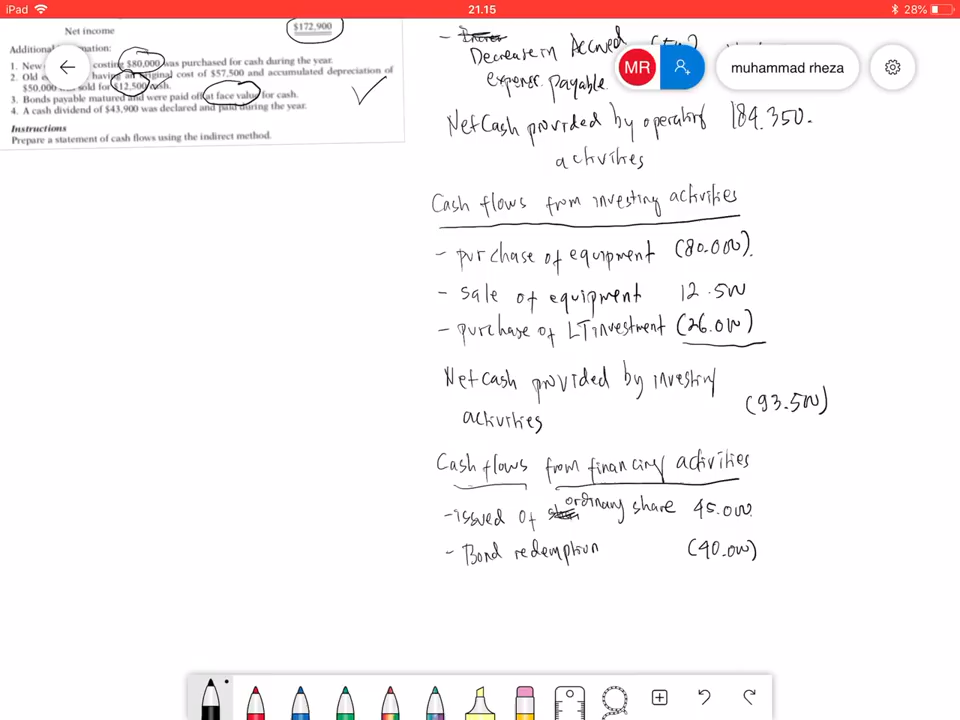 iPad
21.15
28%
Net income
$172,900
Additional
mation:
1. New
costing $80,000 was purchased for cash during the year.
2. Old e
having an original cost of $57,500 and accumulated depreciation of
$50,000
sold for $12,500 cash.
3. Bonds payable matured and were paid off at face value for cash.
4. A cash dividend of $43,900 was declared and paid during the year.
Instructions
Prepare a statement of cash flows using the indirect method.
-
Decrease in Accrued
expense payable
MR
muhammad rheza
Net Cash provided by operating 184.350.
activities
Cash flows from investing activities
- purchase of equipment (80.000).
- sale of equipment 12.500
- purchase of LT investment (26.000)
Net Cash provided by investing
activities
(93.500)
Cash flows from financing activities
- issued of ordinary share 45.000
- Bond redemption (40.000)